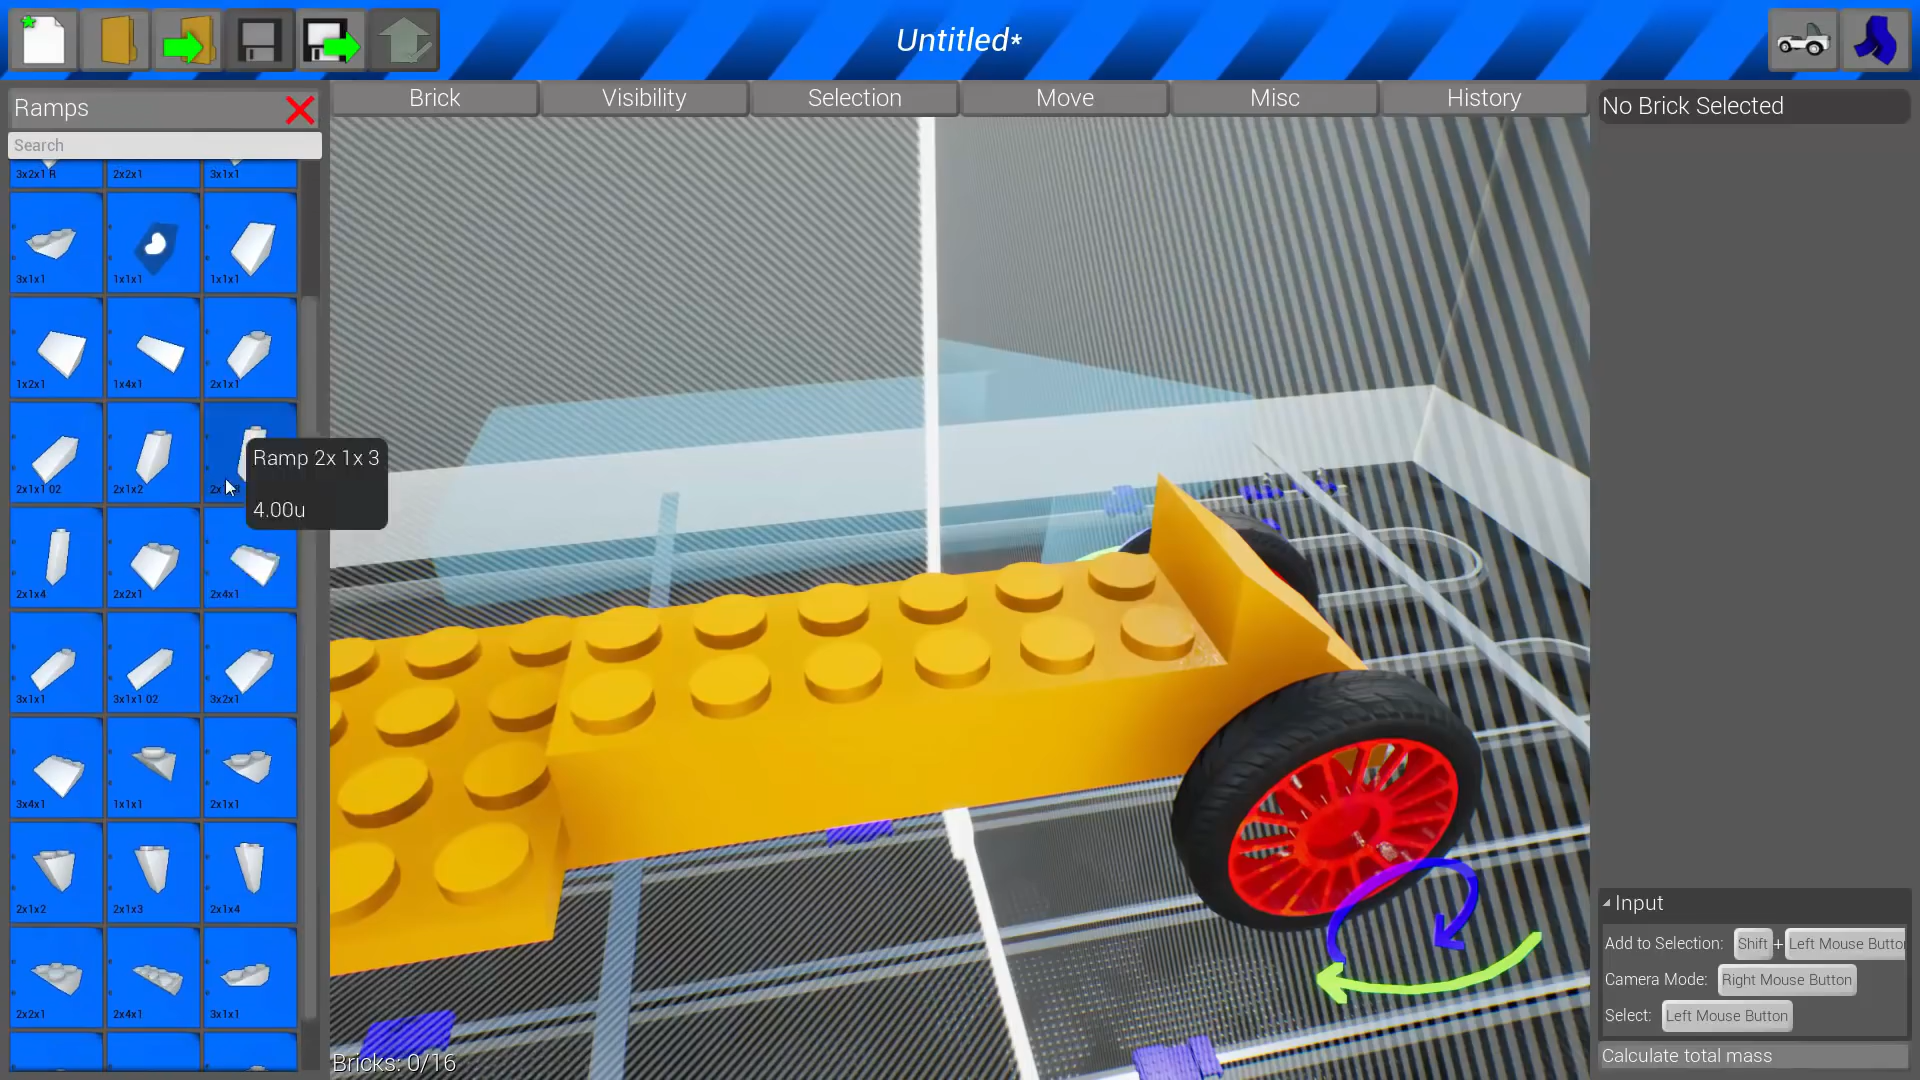 Untitled*
Ramps
Search
Brick
Visibility
Selection
Move
Misc
History
No Brick Selected
3x2x1 R
2x2x1
3x1x1
3x1x1
1x1x1
1x1x1
1x2x1
1x4x1
2x1x1
2x1x1 02
2x1x2
Ramp 2x 1x 3
4.00u
2x1x4
2x2x1
2x4x1
3x1x1
3x1x1 02
3x2x1
3x4x1
1x1x1
2x1x1
2x1x2
2x1x3
2x1x4
2x2x1
2x4x1
3x1x1
Bricks: 0/16
Input
Add to Selection: Shift + Left Mouse Butto
Camera Mode: Right Mouse Button
Select: Left Mouse Button
Calculate total mass